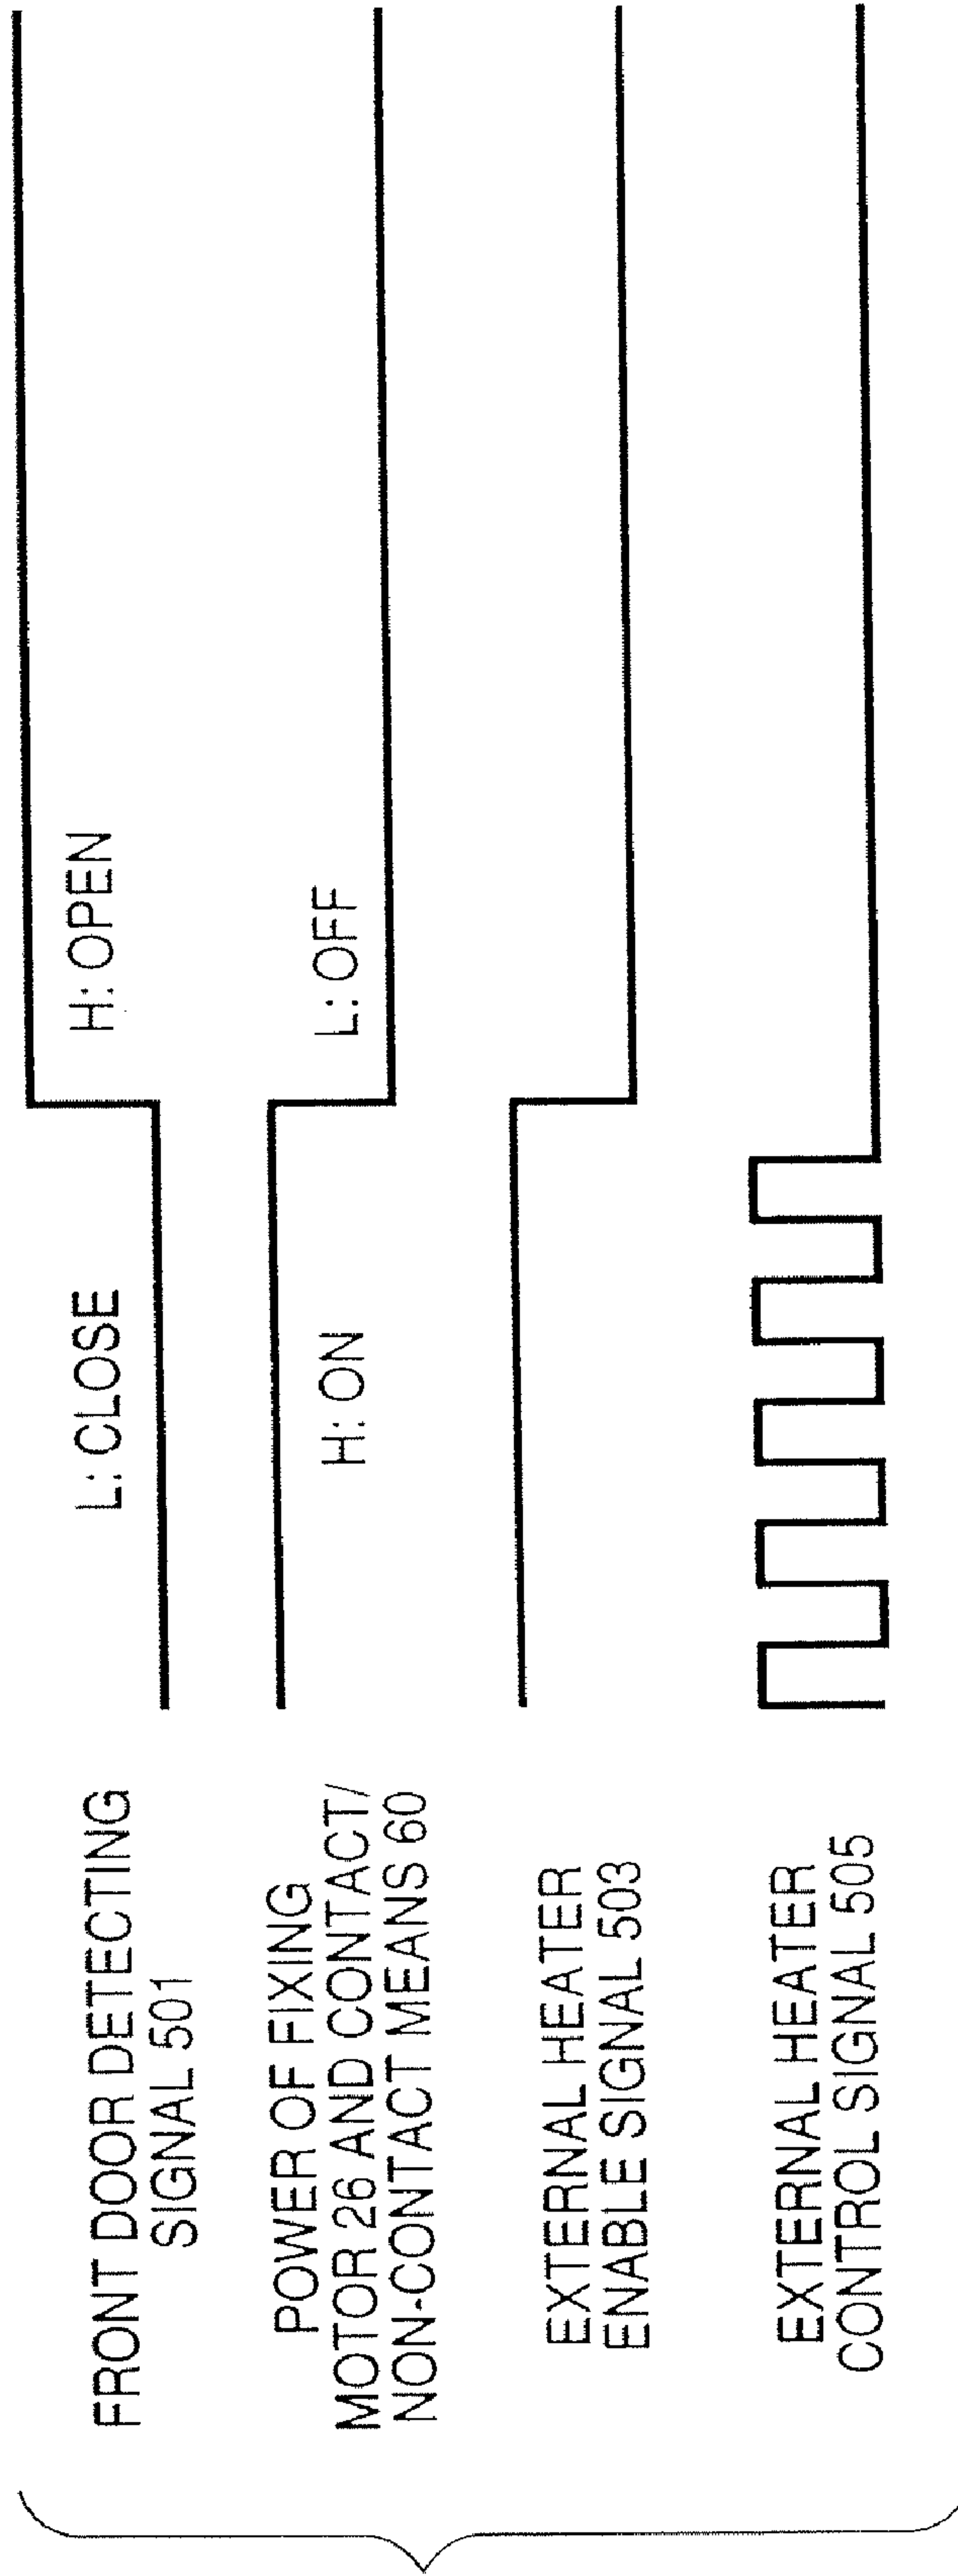 FRONT DOOR DETECTING
SIGNAL 501
L: CLOSE
H: OPEN
POWER OF FIXING
MOTOR 26 AND CONTACT/
NON-CONTACT MEANS 60
H: ON
L: OFF
EXTERNAL HEATER
ENABLE SIGNAL 503
EXTERNAL HEATER
CONTROL SIGNAL 505